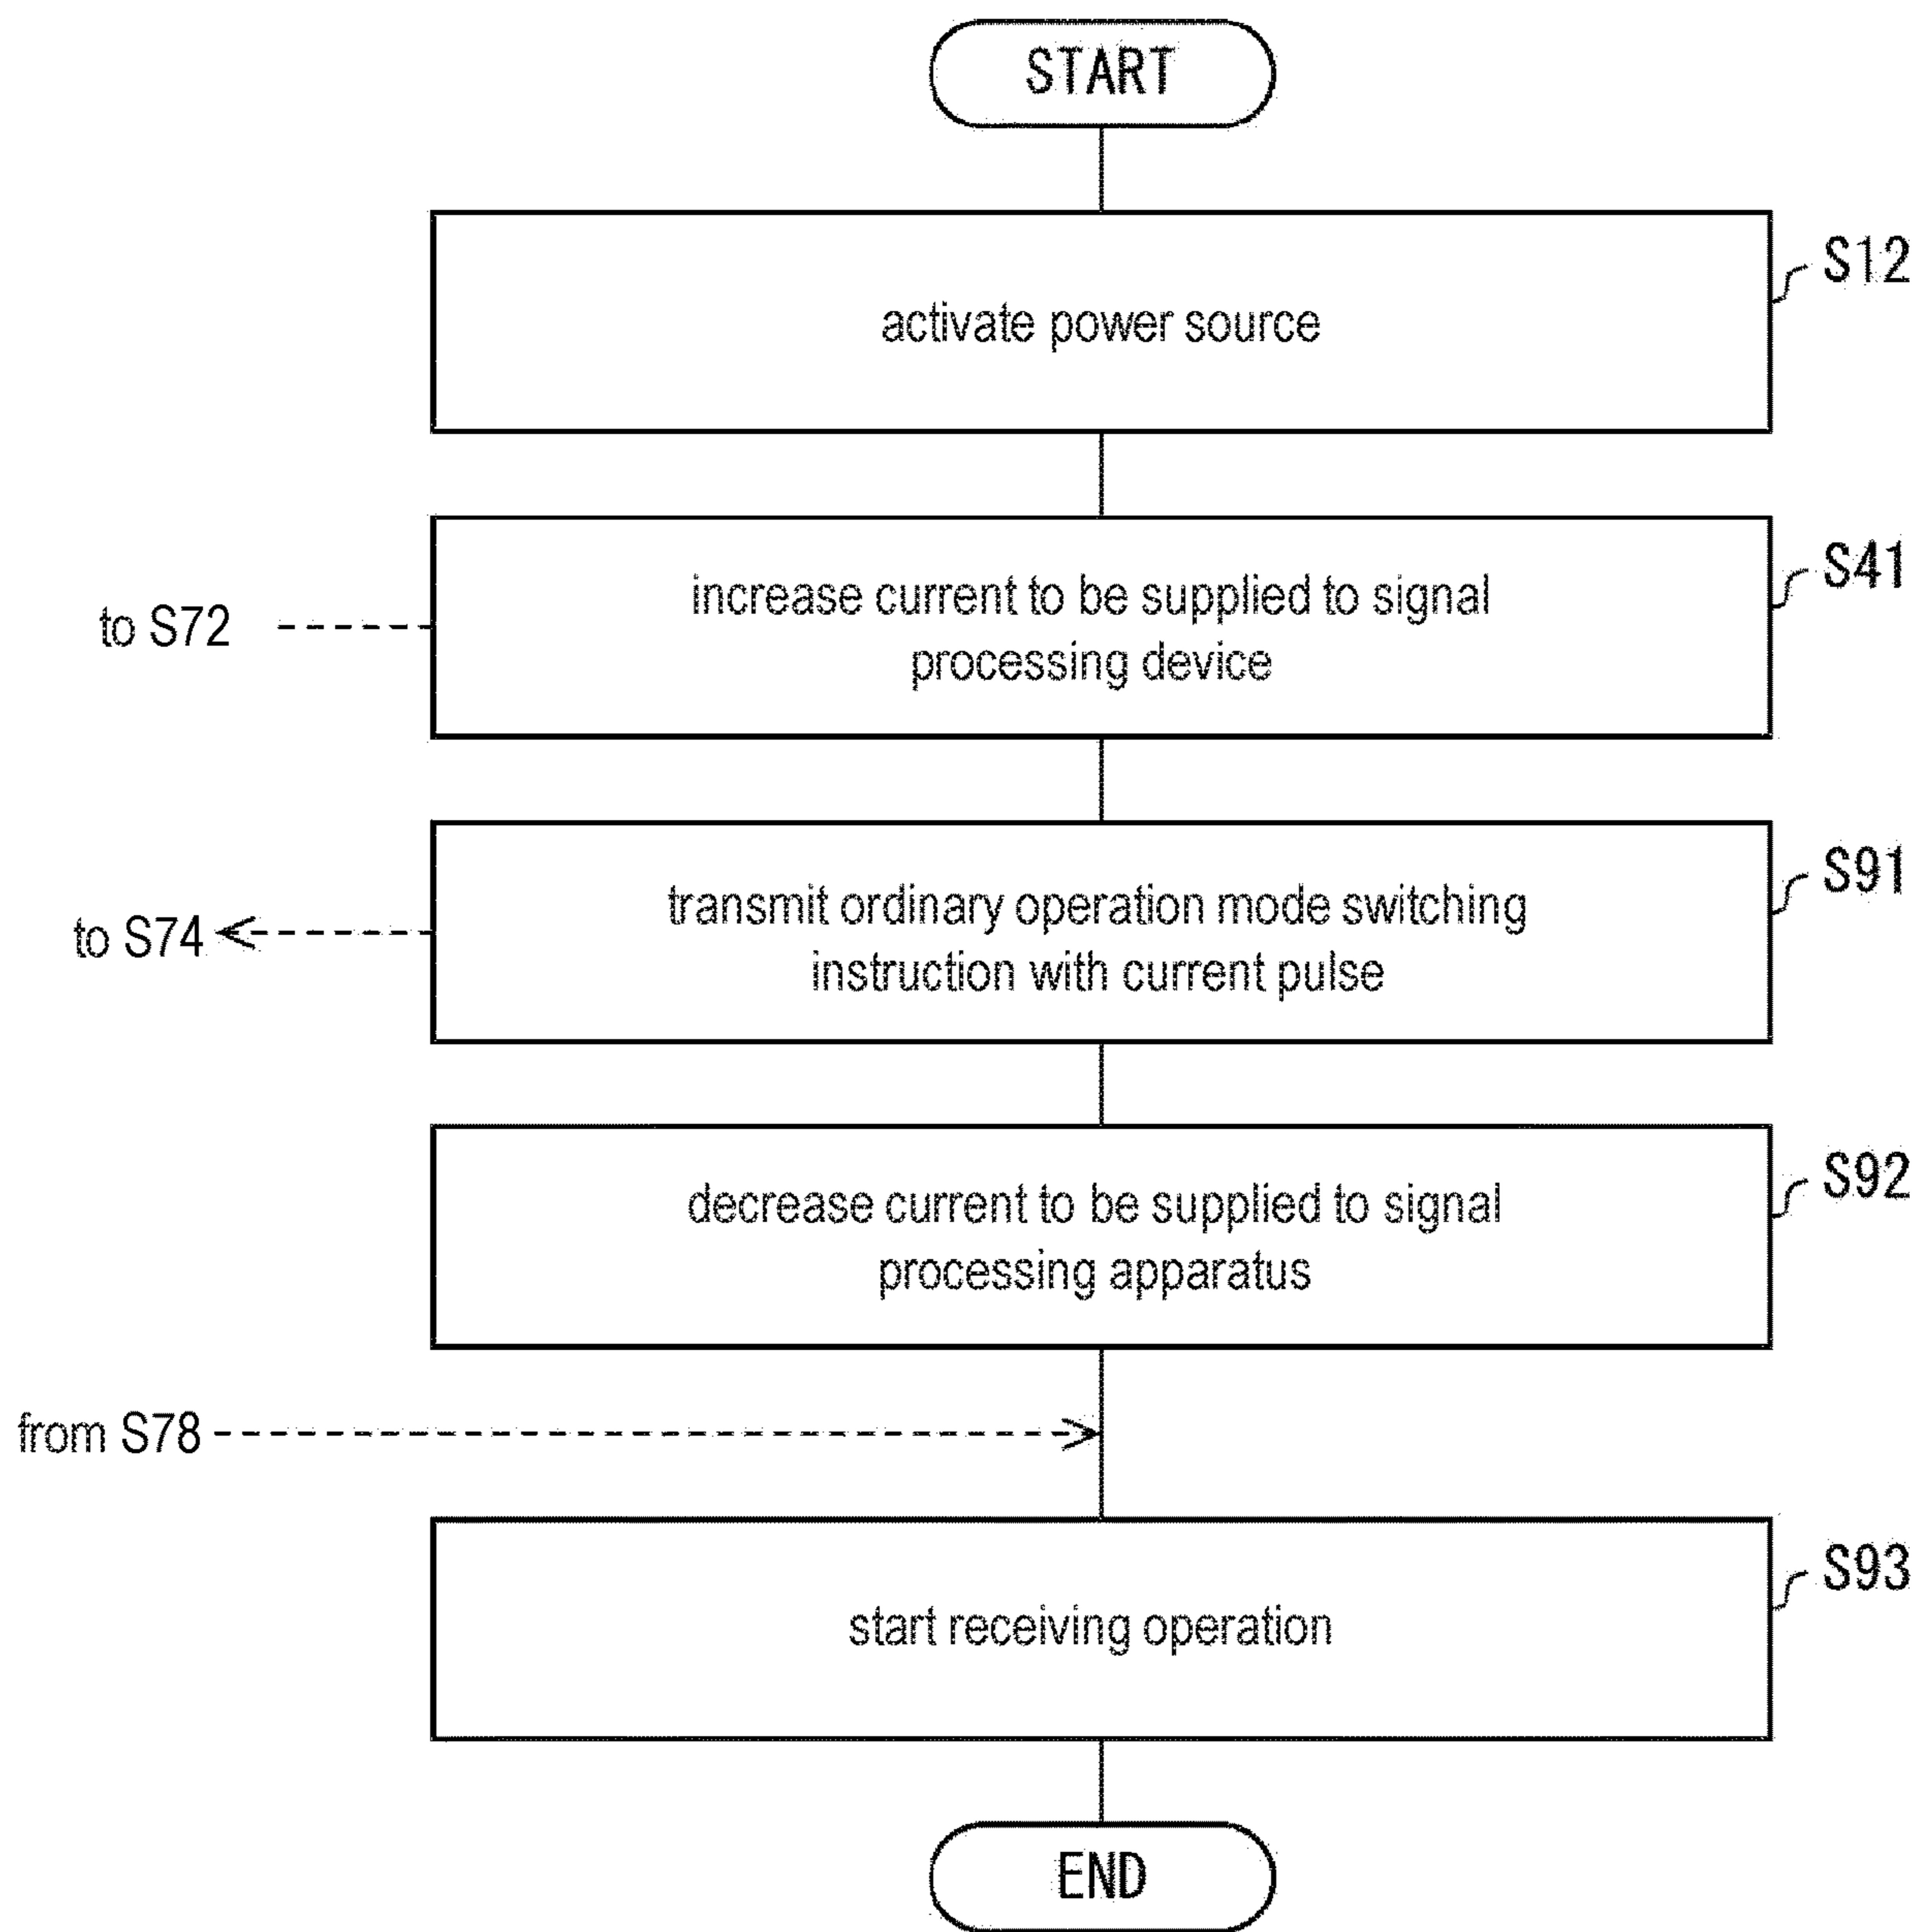 START
S12
activate power source
S41
increase current to be supplied to signal
processing device
to S72
S91
transmit ordinary operation mode switching
instruction with current pulse
to S74
S92
decrease current to be supplied to signal
processing apparatus
from S78
S93
start receiving operation
END